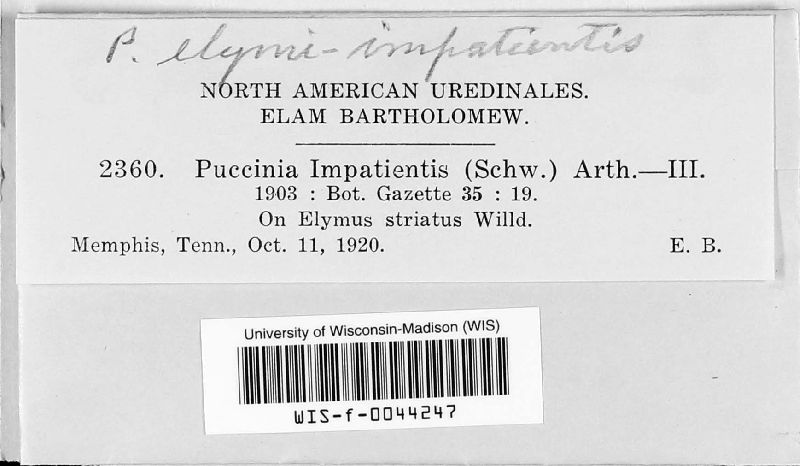 P. elymi-impatientis
NORTH AMERICAN UREDINALES.
ELAM BARTHOLOMEW.
2360. Puccinia Impatientis (Schw.) Arth.—III.
1903 : Bot. Gazette 35 : 19.
On Elymus striatus Willd.
Memphis, Tenn., Oct. 11, 1920. E. B.
University of Wisconsin-Madison (WIS)
WIS-f-0044247